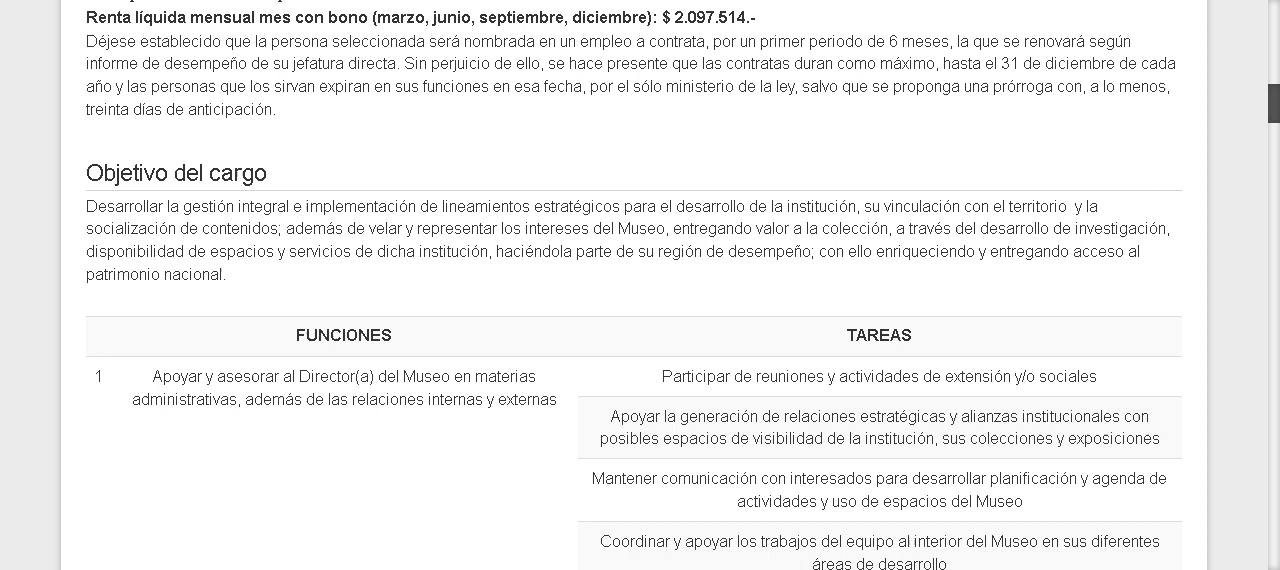 Renta líquida mensual mes con bono (marzo, junio, septiembre, diciembre): $ 2.097.514.-
Déjese establecido que la persona seleccionada será nombrada en un empleo a contrata, por un primer periodo de 6 meses, la que se renovará según
informe de desempeño de su jefatura directa. Sin perjuicio de ello, se hace presente que las contratas duran como máximo, hasta el 31 de diciembre de cada
año y las personas que los sirvan expiran en sus funciones en esa fecha, por el sólo ministerio de la ley, salvo que se proponga una prórroga con, a lo menos,
treinta días de anticipación.
Objetivo del cargo
Desarrollar la gestión integral e implementación de lineamientos estratégicos para el desarrollo de la institución, su vinculación con el territorio y la
socialización de contenidos; además de velar y representar los intereses del Museo, entregando valor a la colección, a través del desarrollo de investigación,
disponibilidad de espacios y servicios de dicha institución, haciéndola parte de su región de desempeño; con ello enriqueciendo y entregando acceso al
patrimonio nacional.
FUNCIONES
TAREAS
1
Apoyar y asesorar al Director(a) del Museo en materias
administrativas, además de las relaciones internas y externas
Participar de reuniones y actividades de extensión y/o sociales
Apoyar la generación de relaciones estratégicas y alianzas institucionales con
posibles espacios de visibilidad de la institución, sus colecciones y exposiciones
Mantener comunicación con interesados para desarrollar planificación y agenda de
actividades y uso de espacios del Museo
Coordinar y apoyar los trabajos del equipo al interior del Museo en sus diferentes
áreas de desarrollo